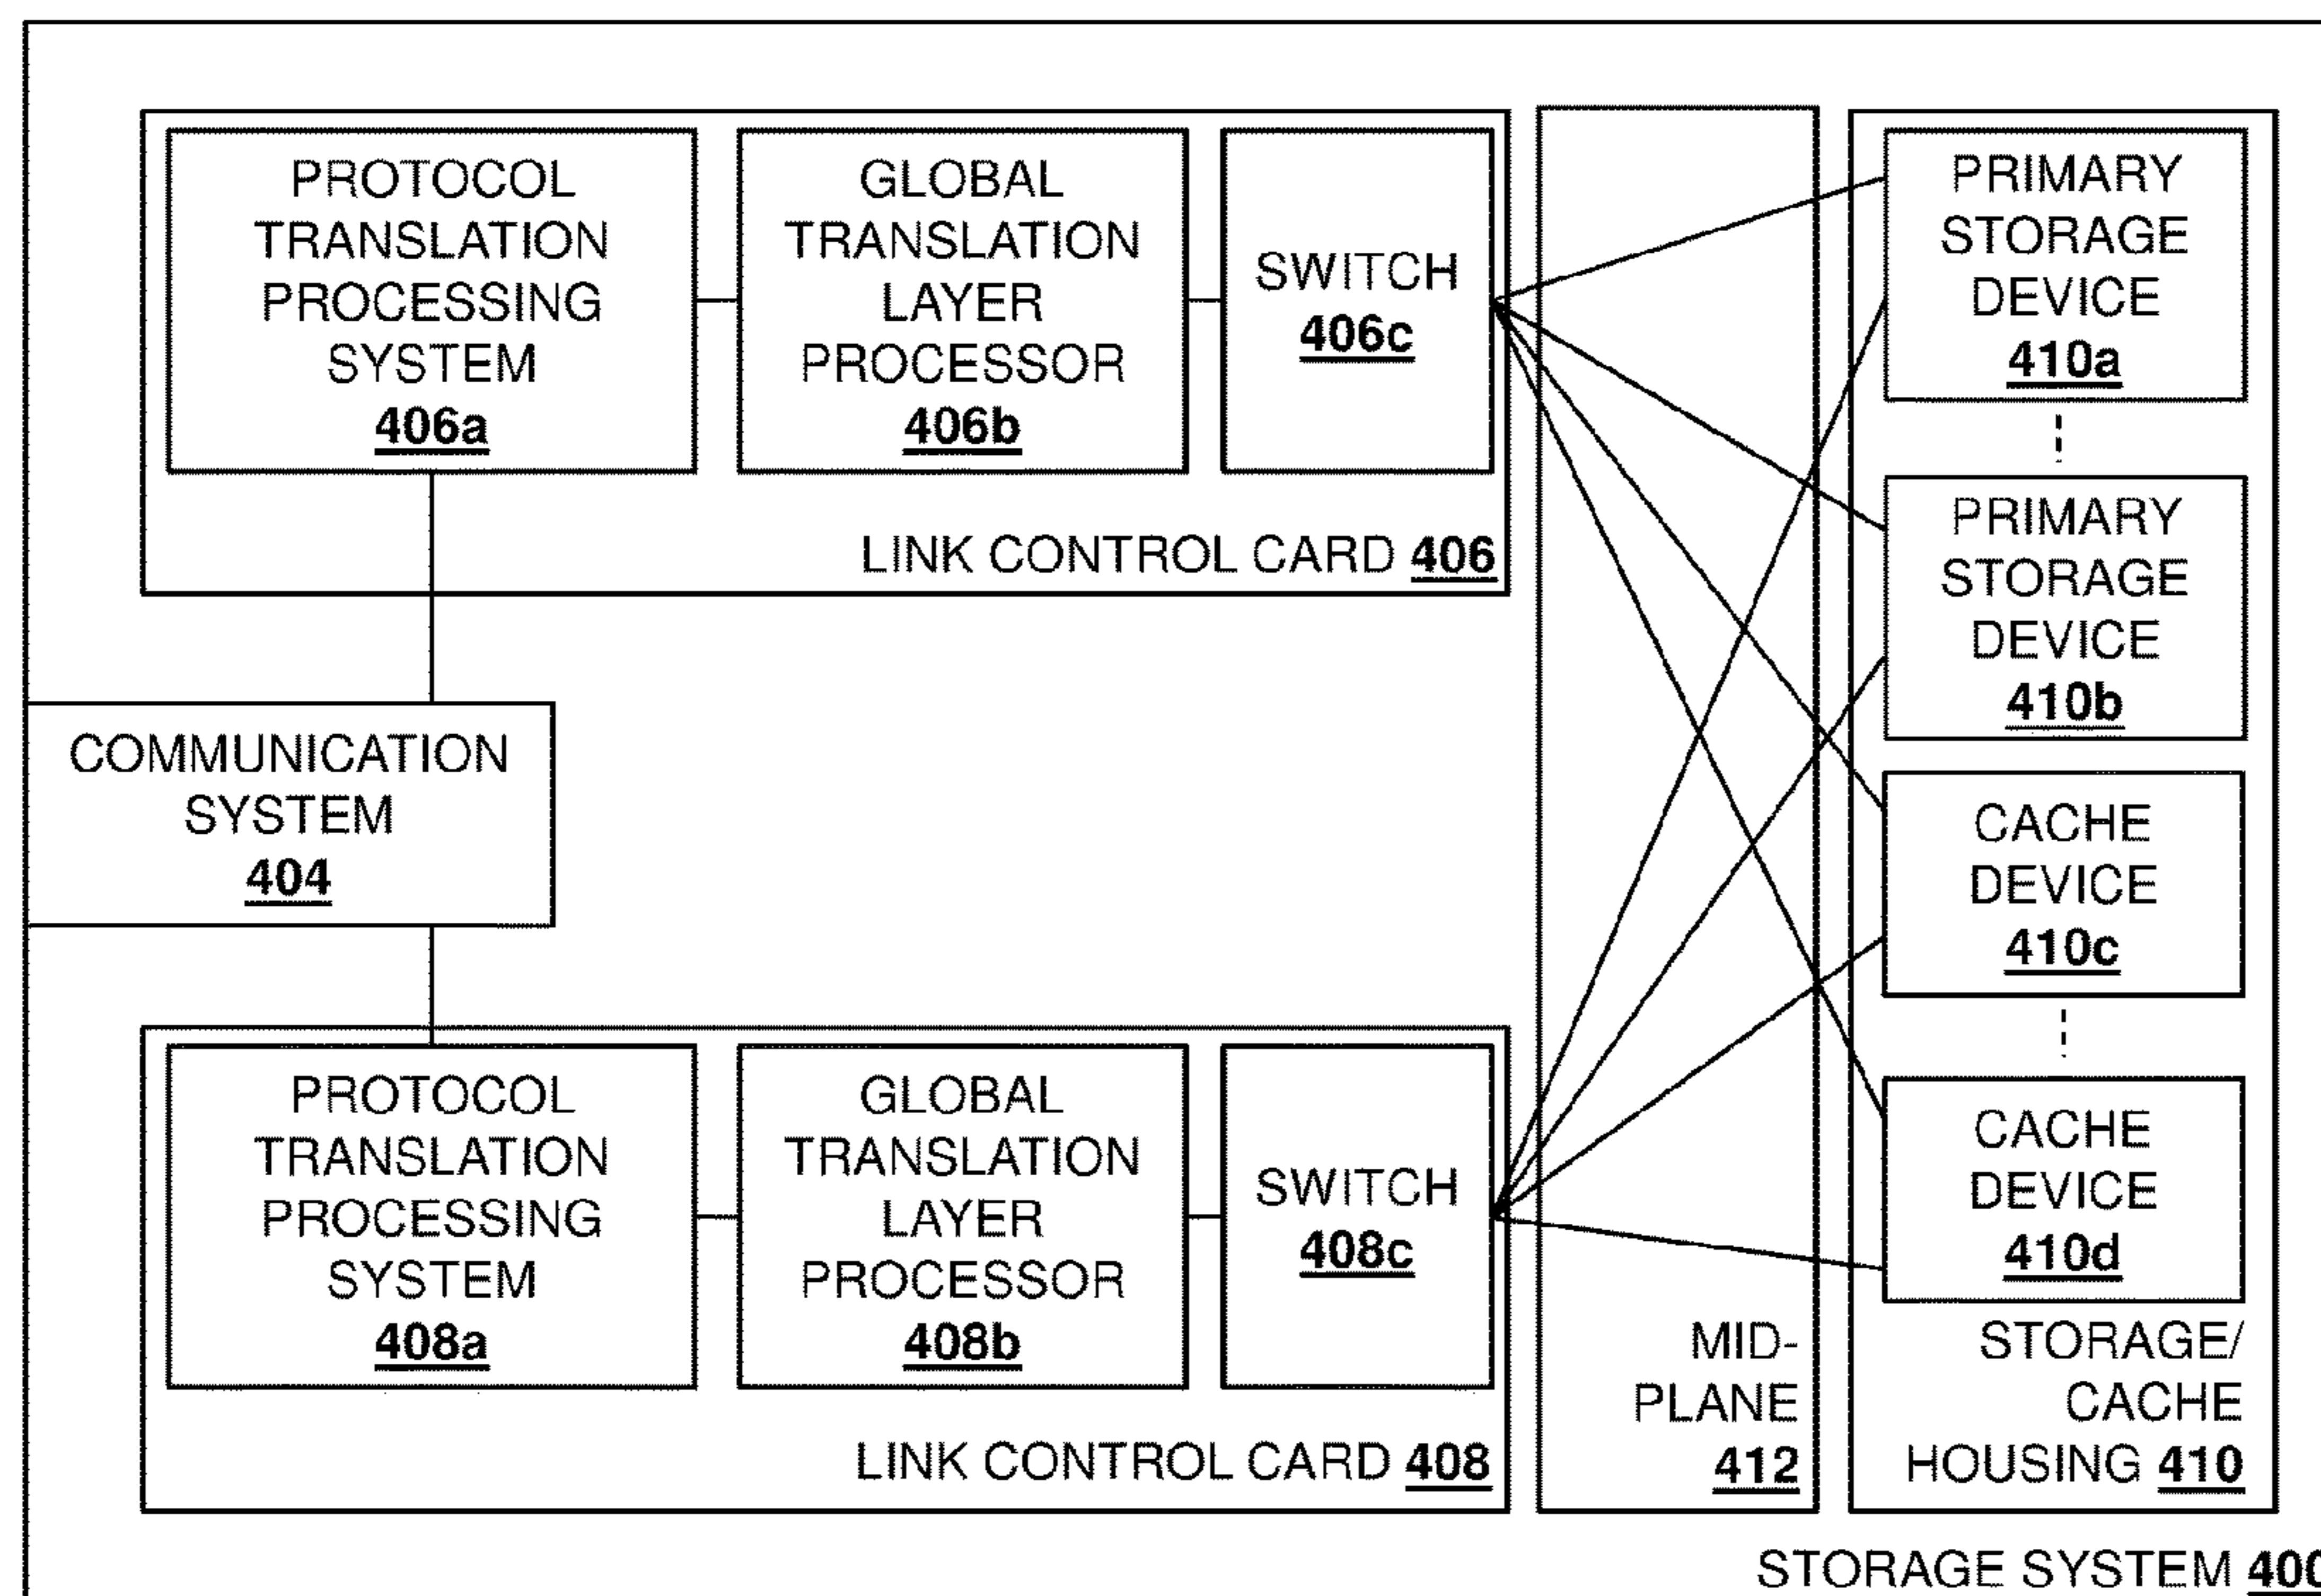 PROTOCOL
TRANSLATION
PROCESSING
SYSTEM
406a
GLOBAL
TRANSLATION
LAYER
PROCESSOR
406b
SWITCH
406c
LINK CONTROL CARD 406
COMMUNICATION
SYSTEM
404
PROTOCOL
TRANSLATION
PROCESSING
SYSTEM
408a
GLOBAL
TRANSLATION
LAYER
PROCESSOR
408b
SWITCH
408c
LINK CONTROL CARD 408
MID-
PLANE
412
PRIMARY
STORAGE
DEVICE
410a
PRIMARY
STORAGE
DEVICE
410b
CACHE
DEVICE
410c
CACHE
DEVICE
410d
STORAGE/
CACHE
HOUSING 410
STORAGE SYSTEM 400